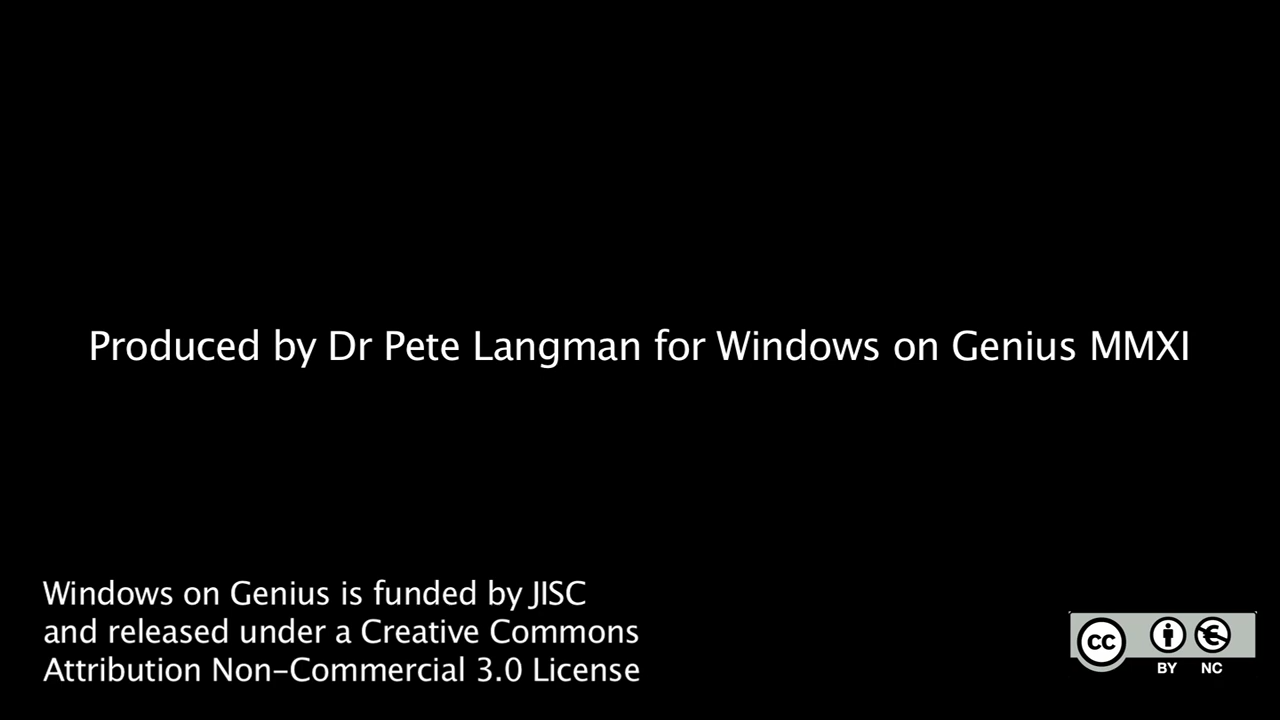 Produced by Dr Pete Langman for Windows on Genius MMXI
Windows on Genius is funded by JISC
and released under a Creative Commons
Attribution Non-Commercial 3.0 License
cc
BY NC